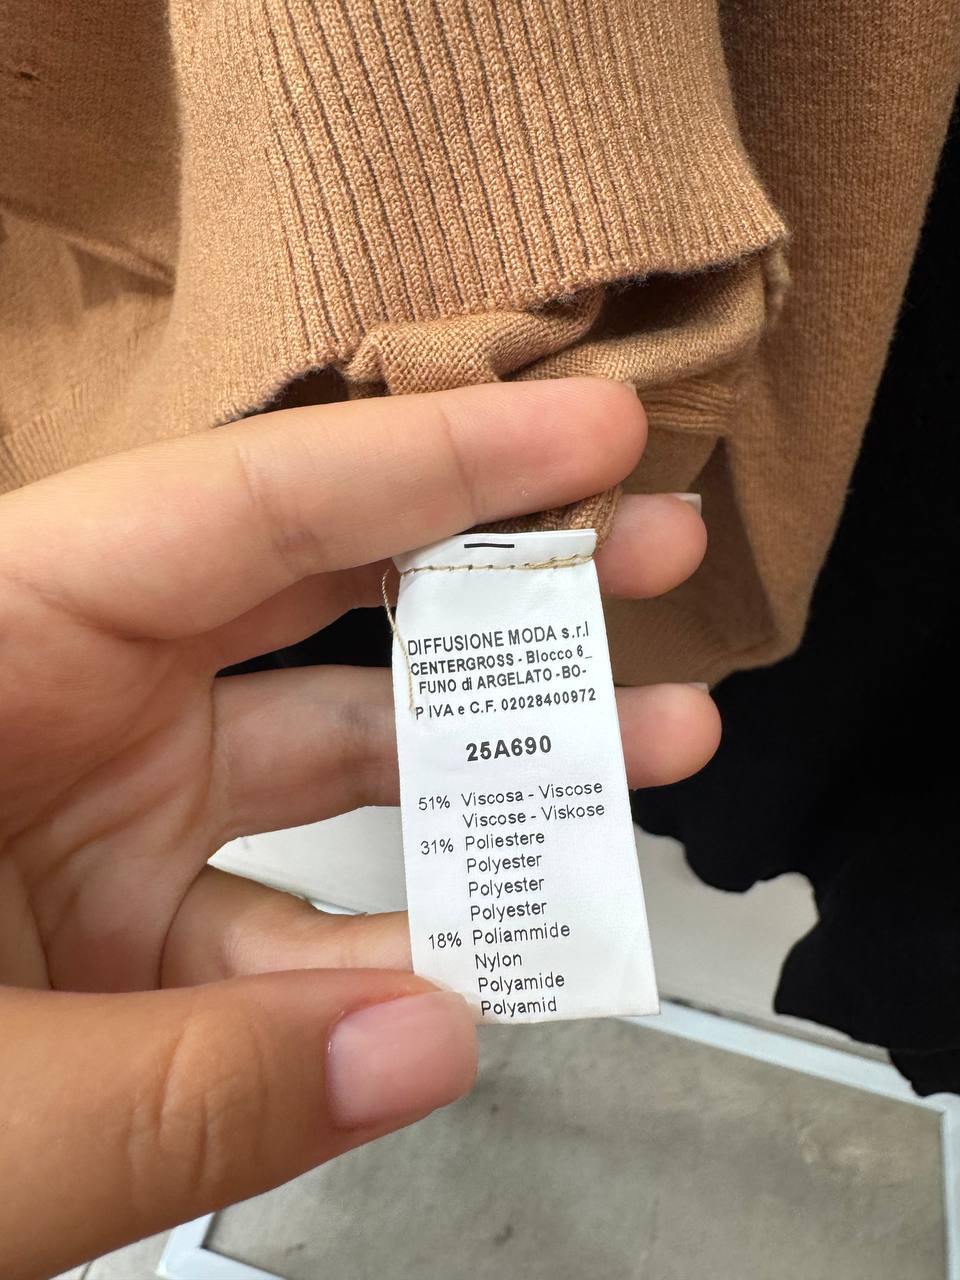 DIFFUSIONE MODA s.r.l
CENTERGROSS - Blocco 6_
FUNO di ARGELATO -BO-
P IVA e C.F. 02028400972
25A690
51% Viscosa - Viscose
Viscose - Viskose
31% Poliestere
Polyester
Polyester
Polyester
18% Poliammide
Nylon
Polyamide
Polyamid